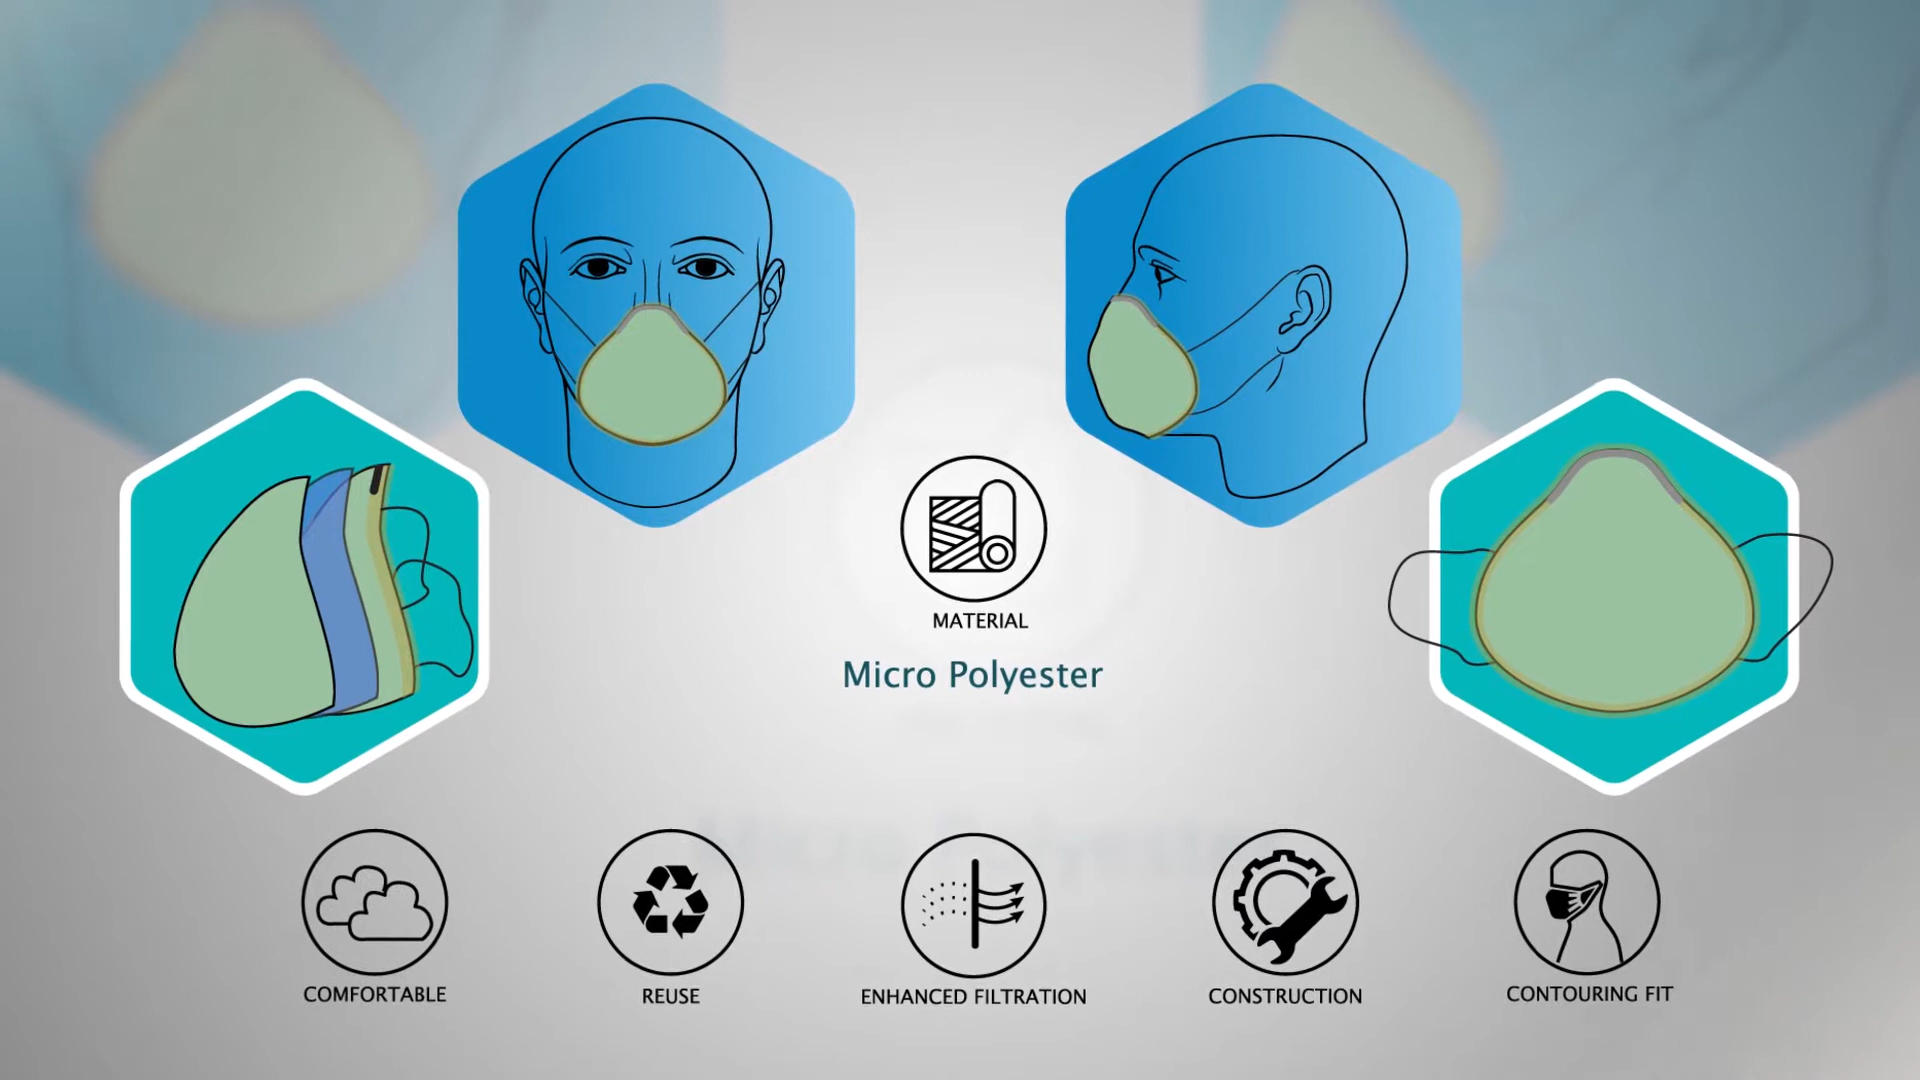 MATERIAL
Micro Polyester
COMFORTABLE
REUSE
ENHANCED FILTRATION
CONSTRUCTION
CONTOURING FIT